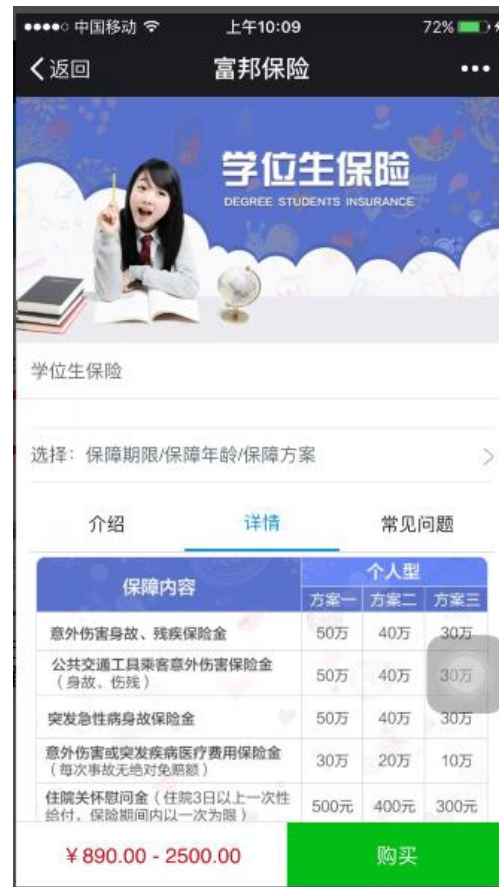 中国移动 上午10:09 72%
返回 富邦保险
学位生保险
DEGREE STUDENTS INSURANCE
学位生保险
选择：保障期限/保障年龄/保障方案
介绍 详情 常见问题
保障内容 个人型
方案一 方案二 方案三
意外伤害身故、残疾保险金 50万 40万 30万
公共交通工具乘客意外伤害保险金
（身故、伤残） 50万 40万 30万
突发急性病身故保险金 50万 40万 30万
意外伤害或突发疾病医疗费用保险金
（每次事故无绝对免赔额） 30万 20万 10万
住院关怀慰问金（住院3日以上一次性
给付，保险期间内以一次为限） 500元 400元 300元
¥ 890.00 - 2500.00 购买